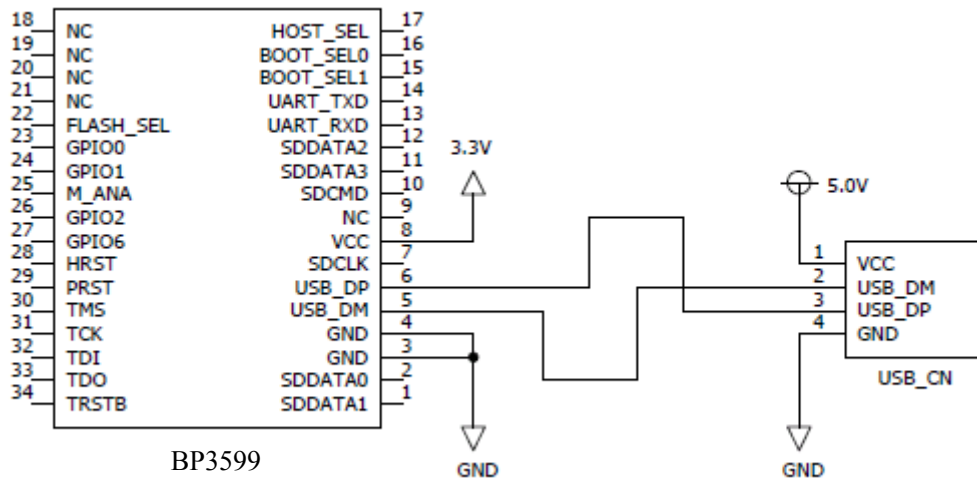 18 NC HOST_SEL 17
19 NC BOOT_SEL0 16
20 NC BOOT_SEL1 15
21 NC UART_TXD 14
22 FLASH_SEL UART_RXD 13
23 GPIO0 SDDATA2 12
24 GPIO1 SDDATA3 11
25 M_ANA SDCMD 10
26 GPIO2 NC 9
27 GPIO6 VCC 8
28 HRST SDCLK 7
29 PRST USB_DP 6
30 TMS USB_DM 5
31 TCK GND 4
32 TDI GND 3
33 TDO SDDATA0 2
34 TRSTB SDDATA1 1
BP3599
3.3V
GND
5.0V
1 VCC
2 USB_DM
3 USB_DP
4 GND
USB_CN
GND